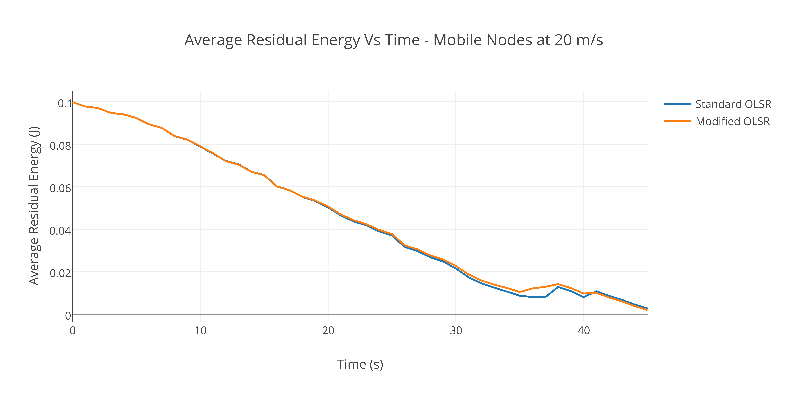 Average Residual Energy Vs Time - Mobile Nodes at 20 m/s
Standard OLSR
Modified OLSR
Average Residual Energy (J)
0.1
0.08
0.06
0.04
0.02
0
0 10 20 30 40
Time (s)